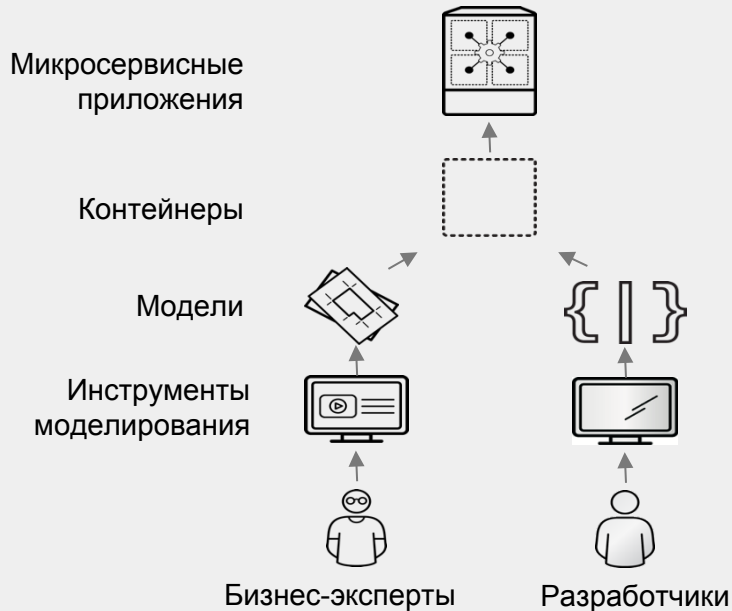 Микросервисные
приложения
Контейнеры
Модели
Инструменты
моделирования
Бизнес-эксперты
Разработчики